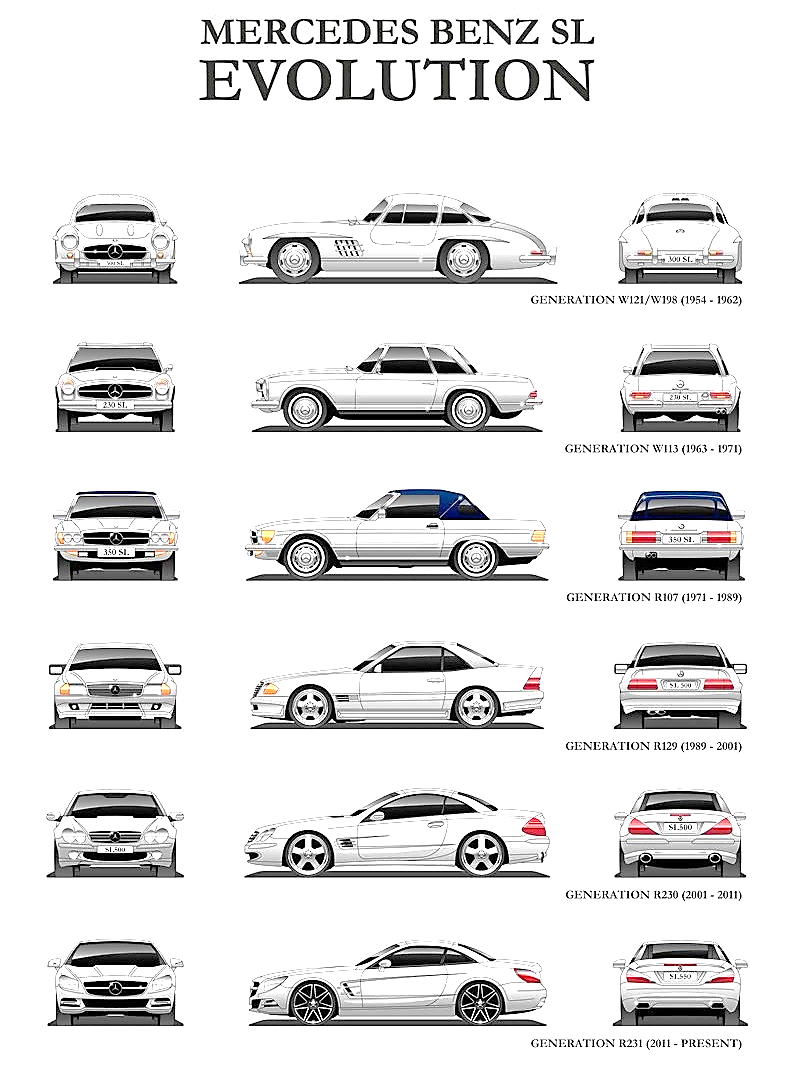 MERCEDES BENZ SL
EVOLUTION
300 SL
300 SL
GENERATION W121/W198 (1954 - 1962)
230 SL
230 SL
GENERATION W113 (1963 - 1971)
350 SL
350 SL
GENERATION R107 (1971 - 1989)
SL 500
GENERATION R129 (1989 - 2001)
SL500
SL500
GENERATION R230 (2001 - 2011)
SL550
GENERATION R231 (2011 - PRESENT)